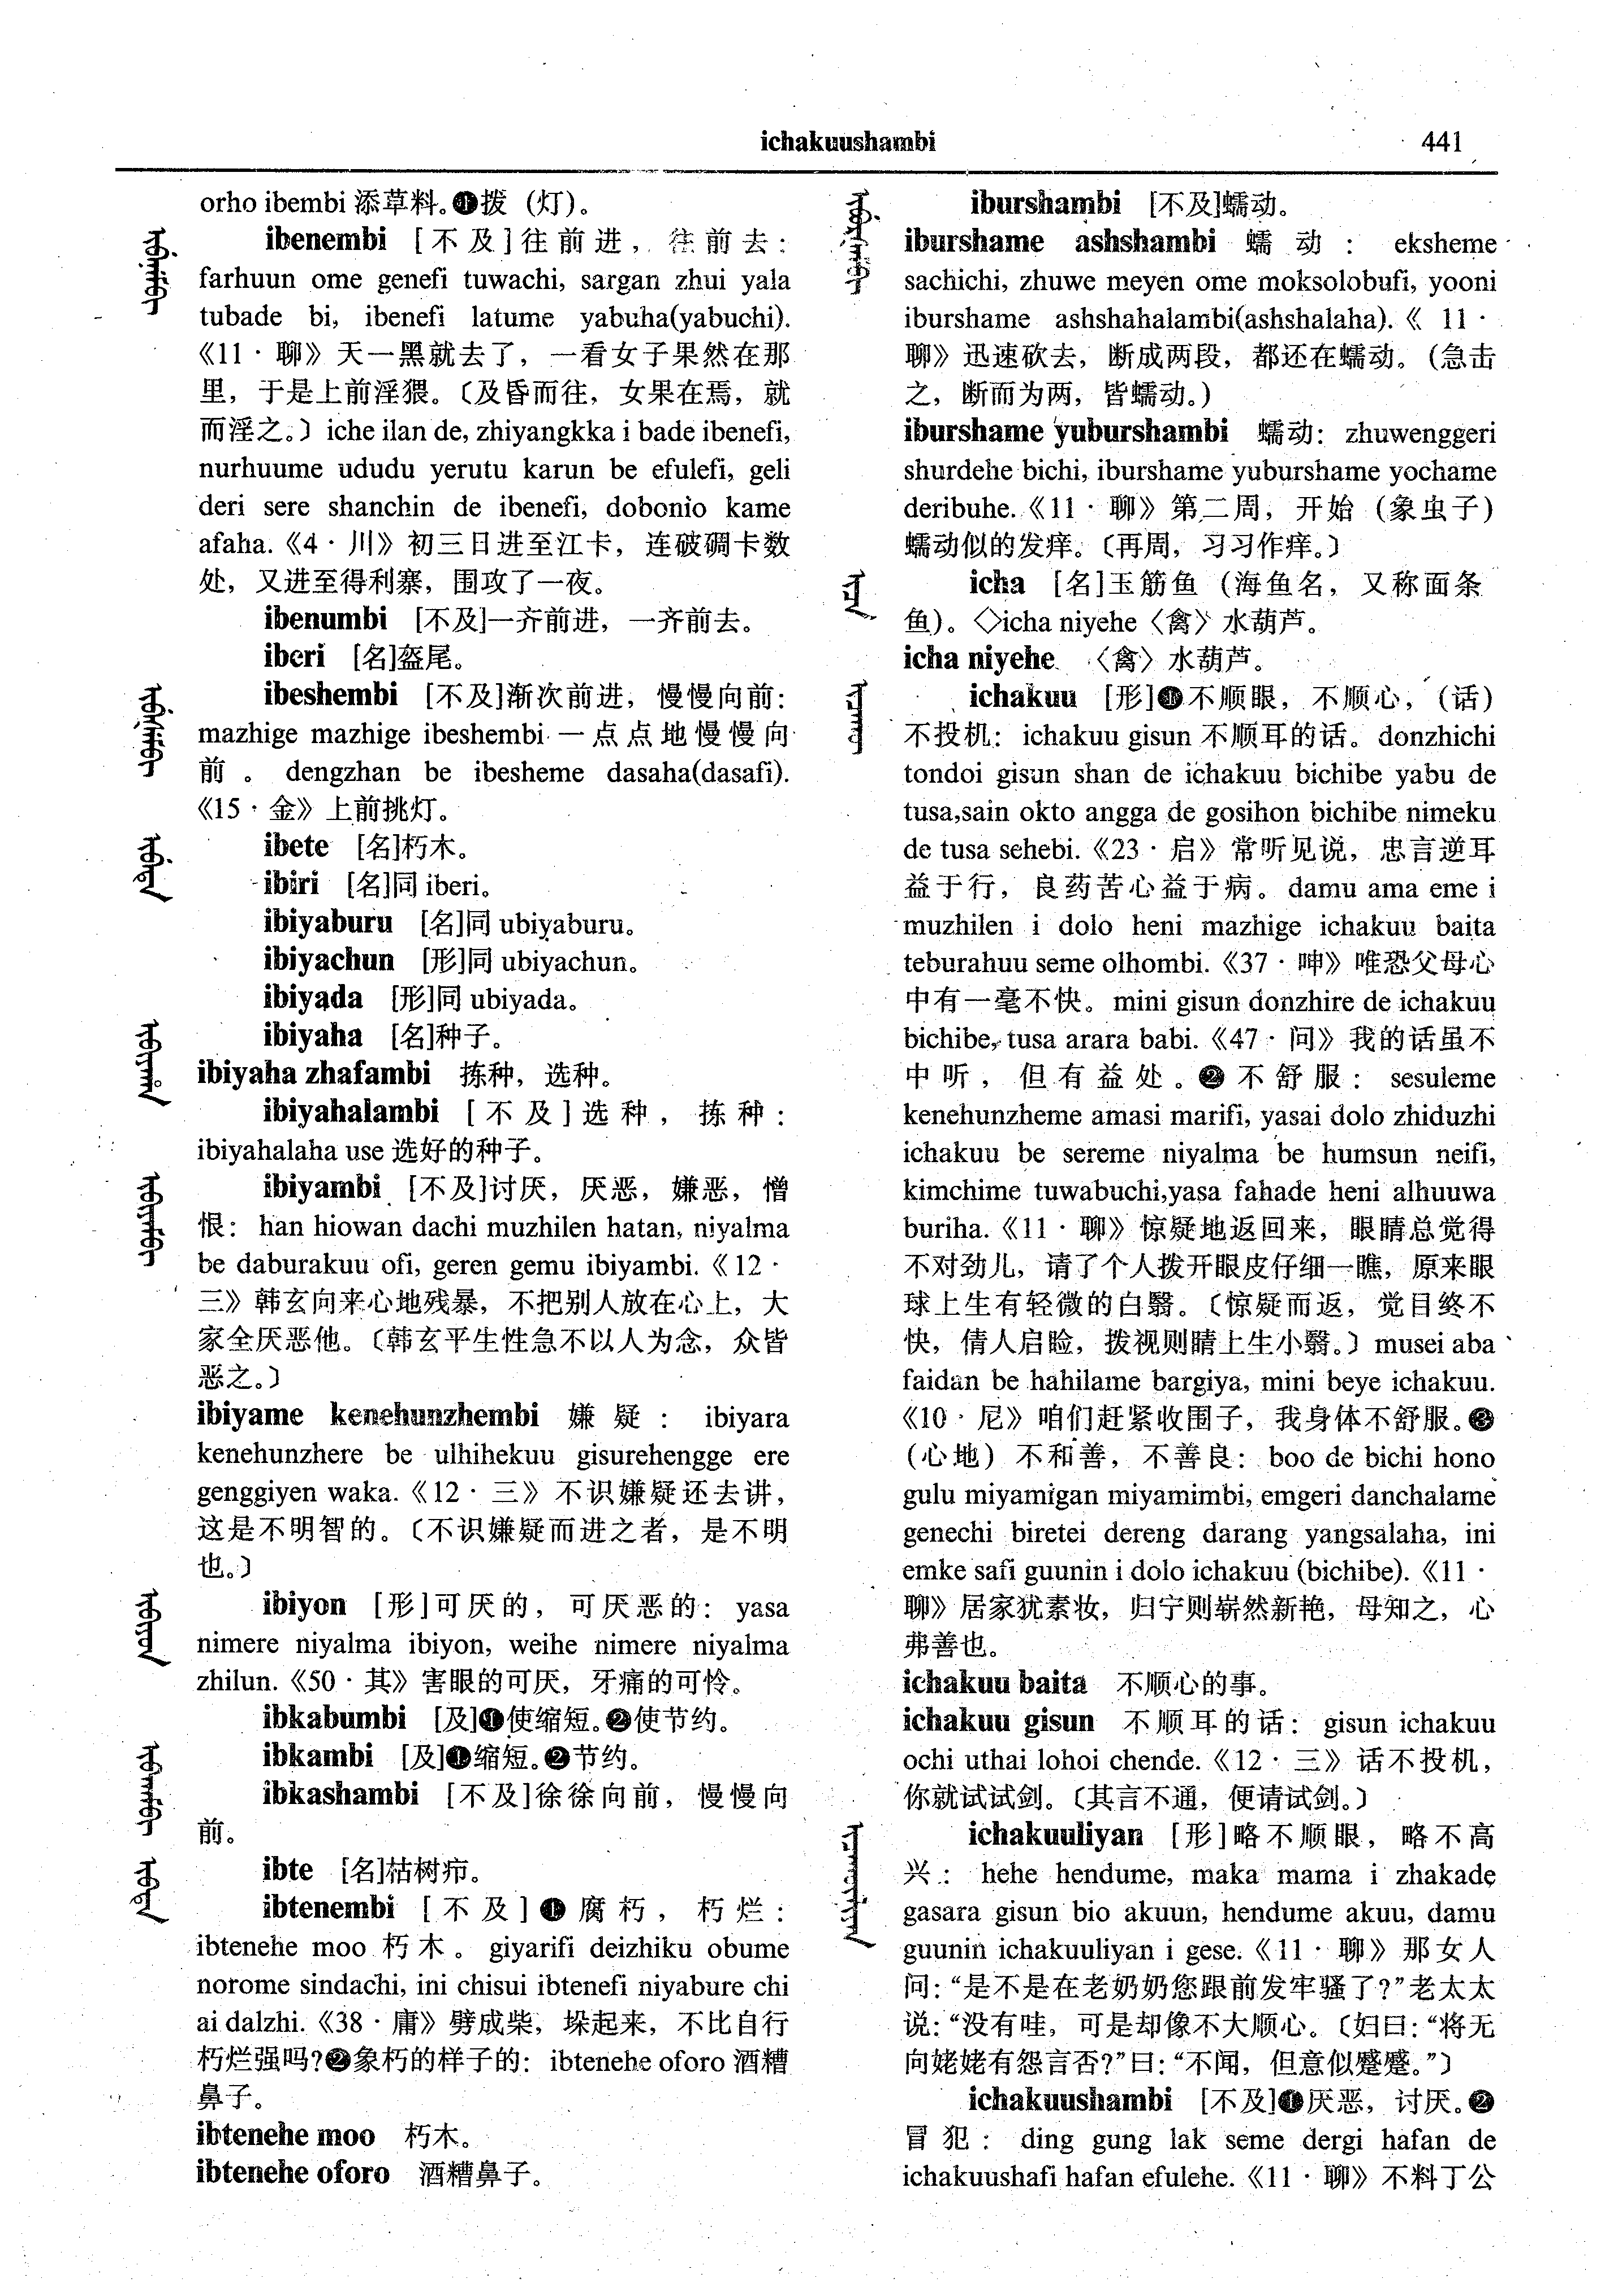 ichakuushambi
441
orho ibembi 添草料。❶拨（灯）。
ibenembi [不及]往前进，往前去：
farhuun ome genefi tuwachi, sargan zhui yala
tubade bi, ibenefi latume yabuha(yabuchi).
《11·聊》天一黑就去了，一看女子果然在那
里，于是上前淫猥。〔及昏而往，女果在焉，就
而淫之。〕iche ilan de, zhiyangkka i bade ibenefi,
nurhuume ududu yerutu karun be efulefi, geli
deri sere shanchin de ibenefi, dobonio kame
afaha.《4·川》初三日进至江卡，连破碉卡数
处，又进至得利寨，围攻了一夜。
ibenumbi [不及]一齐前进，一齐前去。
iberi [名]盔尾。
ibeshembi [不及]渐次前进，慢慢向前：
mazhige mazhige ibeshembi 一点点地慢慢向
前。dengzhan be ibesheme dasaha(dasafi).
《15·金》上前挑灯。
ibete [名]朽木。
ibiri [名]同 iberi。
ibiyaburu [名]同 ubiyaburu。
ibiyachun [形]同 ubiyachun。
ibiyada [形]同 ubiyada。
ibiyaha [名]种子。
ibiyaha zhafambi 拣种，选种。
ibiyahalambi [不及]选种，拣种：
ibiyahalaha use 选好的种子。
ibiyambi [不及]讨厌，厌恶，嫌恶，憎
恨：han hiowan dachi muzhilen hatan, niyalma
be daburakuu ofi, geren gemu ibiyambi.《12·
三》韩玄向来心地残暴，不把别人放在心上，大
家全厌恶他。〔韩玄平生性急不以人为念，众皆
恶之。〕
ibiyame kenehunzhembi 嫌疑：ibiyara
kenehunzhere be ulhihekuu gisurehengge ere
genggiyen waka.《12·三》不识嫌疑还去讲，
这是不明智的。〔不识嫌疑而进之者，是不明
也。〕
ibiyon [形]可厌的，可厌恶的：yasa
nimere niyalma ibiyon, weihe nimere niyalma
zhilun.《50·其》害眼的可厌，牙痛的可怜。
ibkabumbi [及]❶使缩短。❷使节约。
ibkambi [及]❶缩短。❷节约。
ibkashambi [不及]徐徐向前，慢慢向
前。
ibte [名]枯树疖。
ibtenembi [不及]❶腐朽，朽烂：
ibtenehe moo 朽木。giyarifi deizhiku obume
norome sindachi, ini chisui ibtenefi niyabure chi
ai dalzhi.《38·庸》劈成柴，垛起来，不比自行
朽烂强吗?❷象朽的样子的：ibtenehe oforo 酒糟
鼻子。
ibtenehe moo 朽木。
ibtenehe oforo 酒糟鼻子。
iburshambi [不及]蠕动。
iburshame ashshambi 蠕动：eksheme
sachichi, zhuwe meyen ome moksolobufi, yooni
iburshame ashshahalambi(ashshalaha).《11·
聊》迅速砍去，断成两段，都还在蠕动。（急击
之，断而为两，皆蠕动。）
iburshame yuburshambi 蠕动：zhuwenggeri
shurdehe bichi, iburshame yuburshame yochame
deribuhe.《11·聊》第二周，开始（象虫子）
蠕动似的发痒。〔再周，习习作痒。〕
icha [名]玉筋鱼（海鱼名，又称面条
鱼）。◇icha niyehe〈禽〉水葫芦。
icha niyehe 〈禽〉水葫芦。
ichakuu [形]❶不顺眼，不顺心，（话）
不投机：ichakuu gisun 不顺耳的话。donzhichi
tondoi gisun shan de ichakuu bichibe yabu de
tusa,sain okto angga de gosihon bichibe nimeku
de tusa sehebi.《23·启》常听见说，忠言逆耳
益于行，良药苦心益于病。damu ama eme i
muzhilen i dolo heni mazhige ichakuu baita
teburahuu seme olhombi.《37·呻》唯恐父母心
中有一毫不快。mini gisun donzhire de ichakuu
bichibe, tusa arara babi.《47·问》我的话虽不
中听，但有益处。❷不舒服：sesuleme
kenehunzheme amasi marifi, yasai dolo zhiduzhi
ichakuu be sereme niyalma be humsun neifi,
kimchime tuwabuchi,yasa fahade heni alhuuwa
buriha.《11·聊》惊疑地返回来，眼睛总觉得
不对劲儿，请了个人拨开眼皮仔细一瞧，原来眼
球上生有轻微的白翳。〔惊疑而返，觉目终不
快，倩人启睑，拨视则睛上生小翳。〕musei aba
faidan be hahilame bargiya, mini beye ichakuu.
《10·尼》咱们赶紧收围子，我身体不舒服。❸
（心地）不和善，不善良：boo de bichi hono
gulu miyamigan miyamimbi, emgeri danchalame
genechi biretei dereng darang yangsalaha, ini
emke safi guunin i dolo ichakuu (bichibe).《11·
聊》居家犹素妆，归宁则崭然新艳，母知之，心
弗善也。
ichakuu baita 不顺心的事。
ichakuu gisun 不顺耳的话：gisun ichakuu
ochi uthai lohoi chende.《12·三》话不投机，
你就试试剑。〔其言不通，便请试剑。〕
ichakuuliyan [形]略不顺眼，略不高
兴：hehe hendume, maka mama i zhakade
gasara gisun bio akuun, hendume akuu, damu
guunin ichakuuliyan i gese.《11·聊》那女人
问：“是不是在老奶奶您跟前发牢骚了?”老太太
说：“没有哇，可是却像不大顺心。〔妇曰：“将无
向姥姥有怨言否?”曰：“不闻，但意似蹙蹙。”〕
ichakuushambi [不及]❶厌恶，讨厌。❷
冒犯：ding gung lak seme dergi hafan de
ichakuushafi hafan efulehe.《11·聊》不料丁公